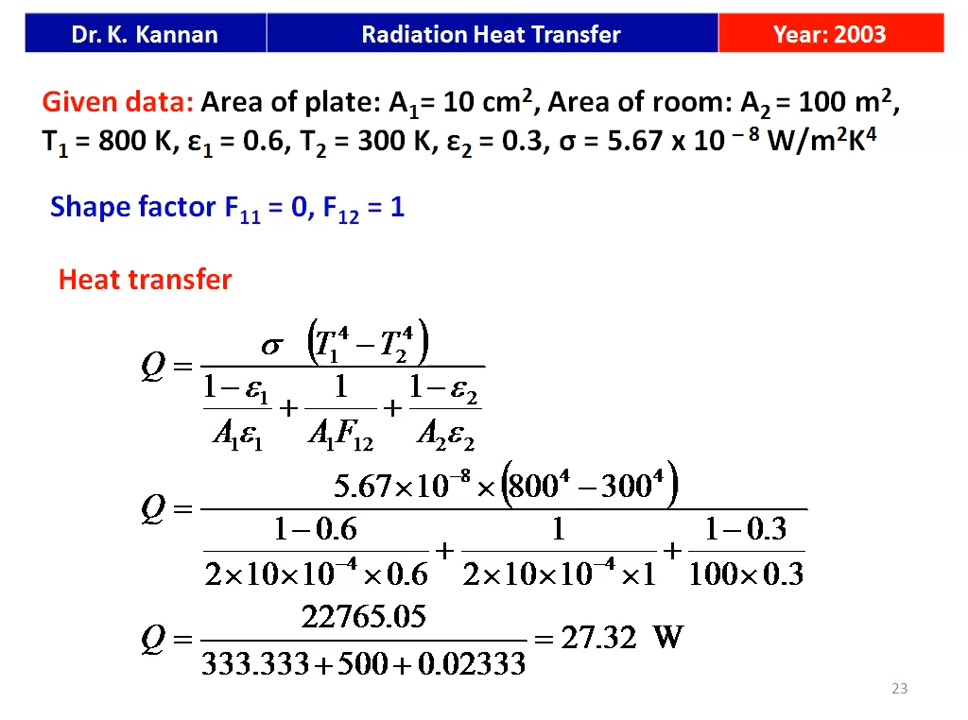 Dr. K. Kannan Radiation Heat Transfer Year: 2003
Given data: Area of plate: A₁= 10 cm², Area of room: A₂ = 100 m²,
T₁ = 800 K, ε₁ = 0.6, T₂ = 300 K, ε₂ = 0.3, σ = 5.67 x 10 ⁻ ⁸ W/m²K⁴
Shape factor F₁₁ = 0, F₁₂ = 1
Heat transfer
σ (T₁⁴ − T₂⁴)
Q =
1 − ε₁ 1 1 − ε₂
+ +
A₁ε₁ A₁F₁₂ A₂ε₂
5.67×10⁻⁸ × (800⁴ − 300⁴)
Q =
1 − 0.6 1 1 − 0.3
+ +
2×10×10⁻⁴ ×0.6 2×10×10⁻⁴ ×1 100×0.3
22765.05
Q = = 27.32 W
333.333+500+0.02333
23